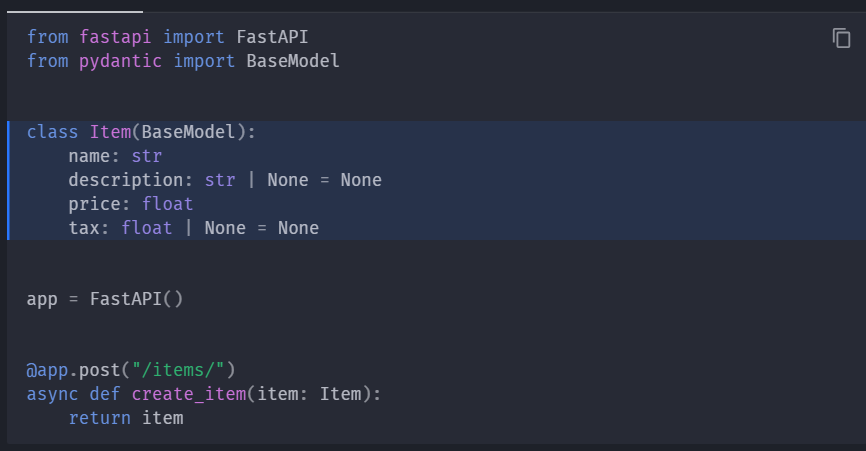 from fastapi import FastAPI
from pydantic import BaseModel
class Item(BaseModel):
    name: str
    description: str | None = None
    price: float
    tax: float | None = None
app = FastAPI()
@app.post("/items/")
async def create_item(item: Item):
    return item